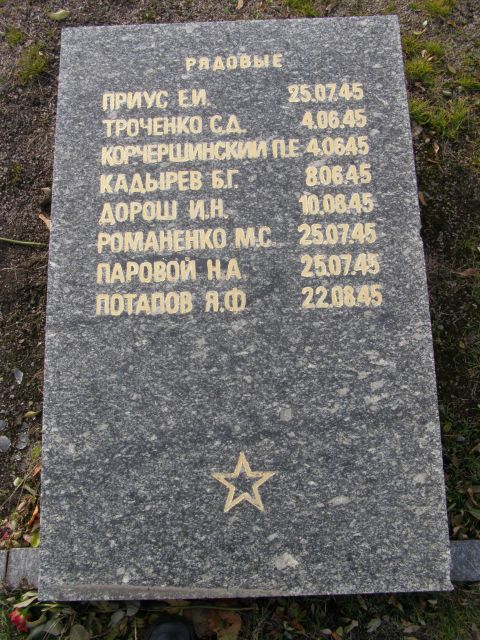 РЯДОВЫЕ
ПРИУС Е.И. 25.07.45
ТРОЧЕНКО С.Д. 4.06.45
КОРЧЕРШИНСКИЙ П.Е 4.06.45
КАДЫРЕВ Б.Г. 8.06.45
ДОРОШ И.Н. 10.08.45
РОМАНЕНКО М.С. 25.07.45
ПАРОВОЙ Н.А. 25.07.45
ПОТАПОВ Я.Ф. 22.08.45